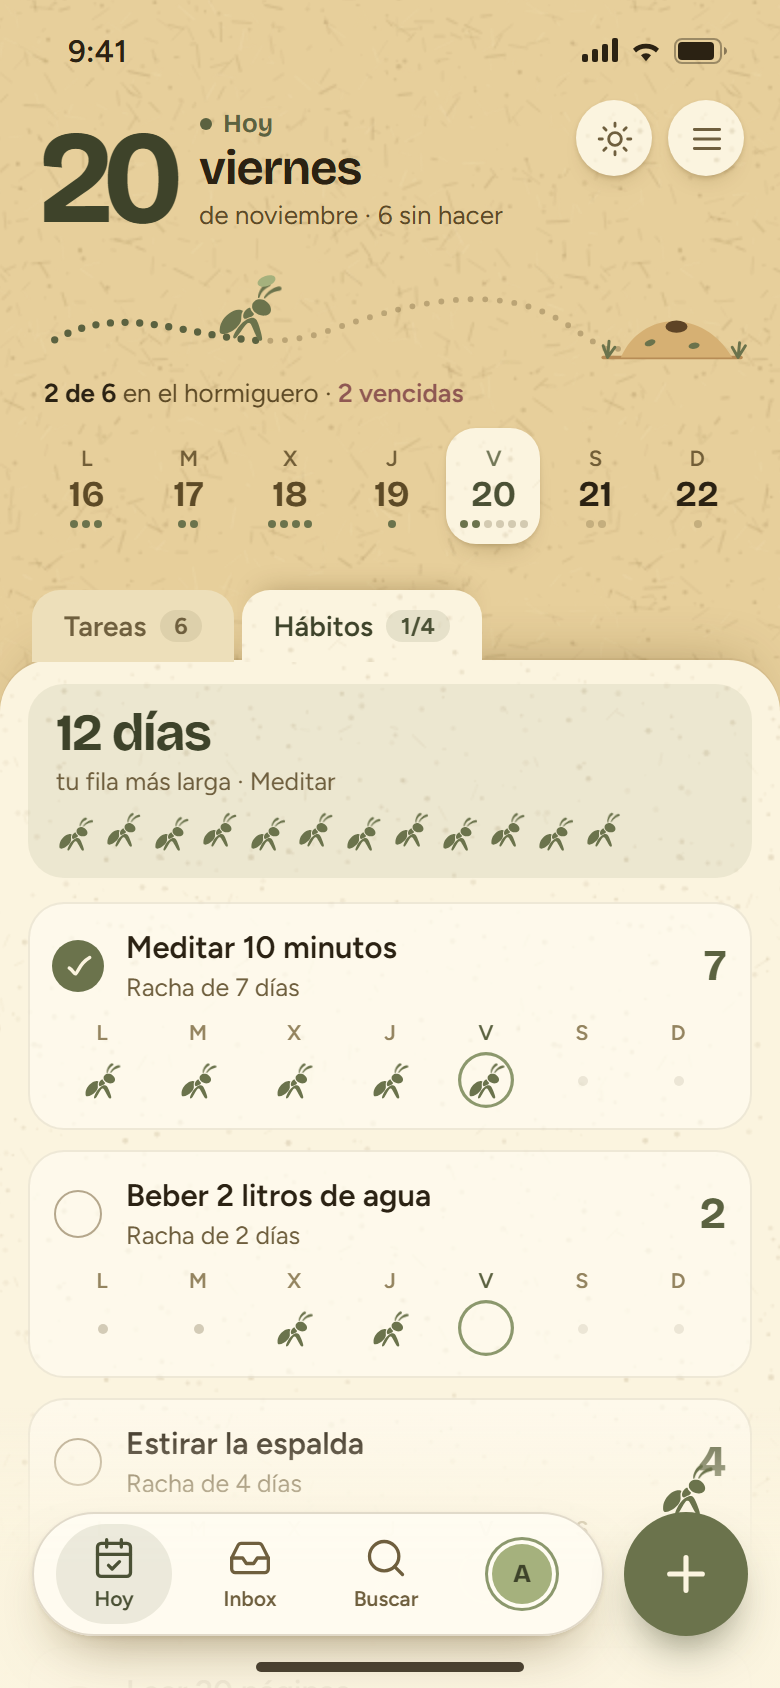 9:41
20
Hoy
viernes
de noviembre · 6 sin hacer
2 de 6 en el hormiguero · 2 vencidas
L M X J V S D
16 17 18 19 20 21 22
Tareas 6
Hábitos 1/4
12 días
tu fila más larga · Meditar
Meditar 10 minutos
7
Racha de 7 días
L M X J V S D
Beber 2 litros de agua
2
Racha de 2 días
L M X J V S D
Estirar la espalda
4
Racha de 4 días
Hoy
Inbox
Buscar
A